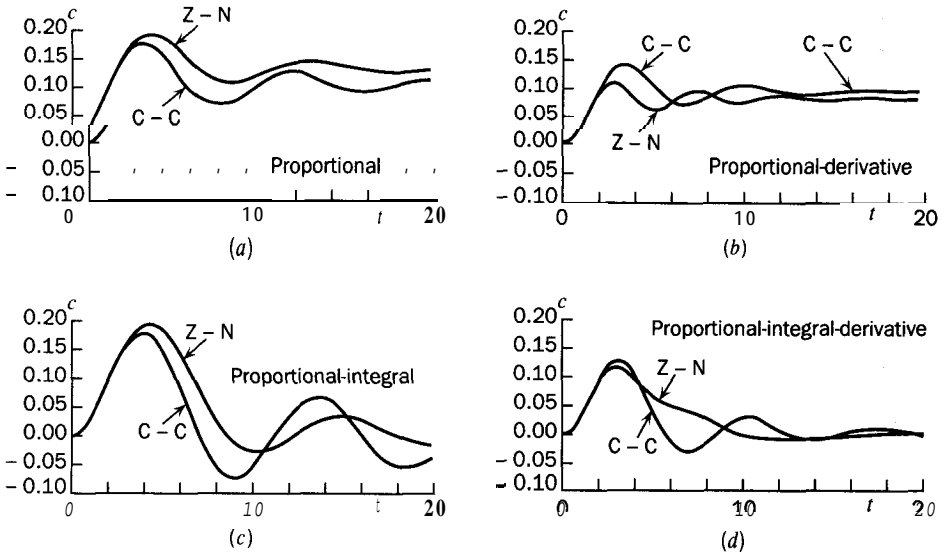 c
0.20
0.15
0.10
0.05
0.00
– 0.05
– 0.10
Z – N
C – C
Proportional
0 10 t 20
(a)
c
0.20
0.15
0.10
0.05
0.00
– 0.05
– 0.10
C – C
C – C
Z – N
Proportional-derivative
0 10 t 20
(b)
c
0.20
0.15
0.10
0.05
0.00
– 0.05
– 0.10
Z – N
Proportional-integral
C – C
0 10 t 20
(c)
c
0.20
0.15
0.10
0.05
0.00
– 0.05
– 0.10
Proportional-integral-derivative
Z – N
C – C
0 10 t 20
(d)